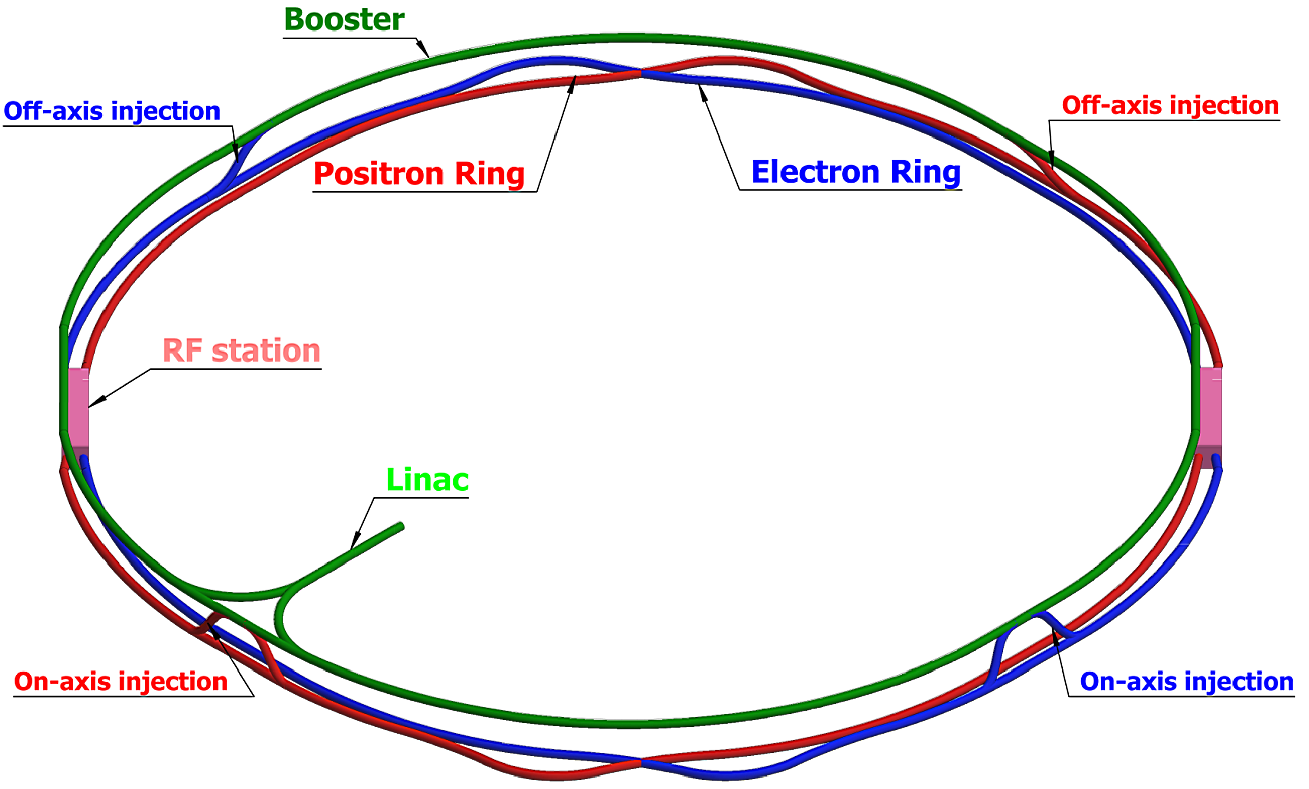 Booster
Off-axis injection
Off-axis injection
Positron Ring
Electron Ring
RF station
Linac
On-axis injection
On-axis injection